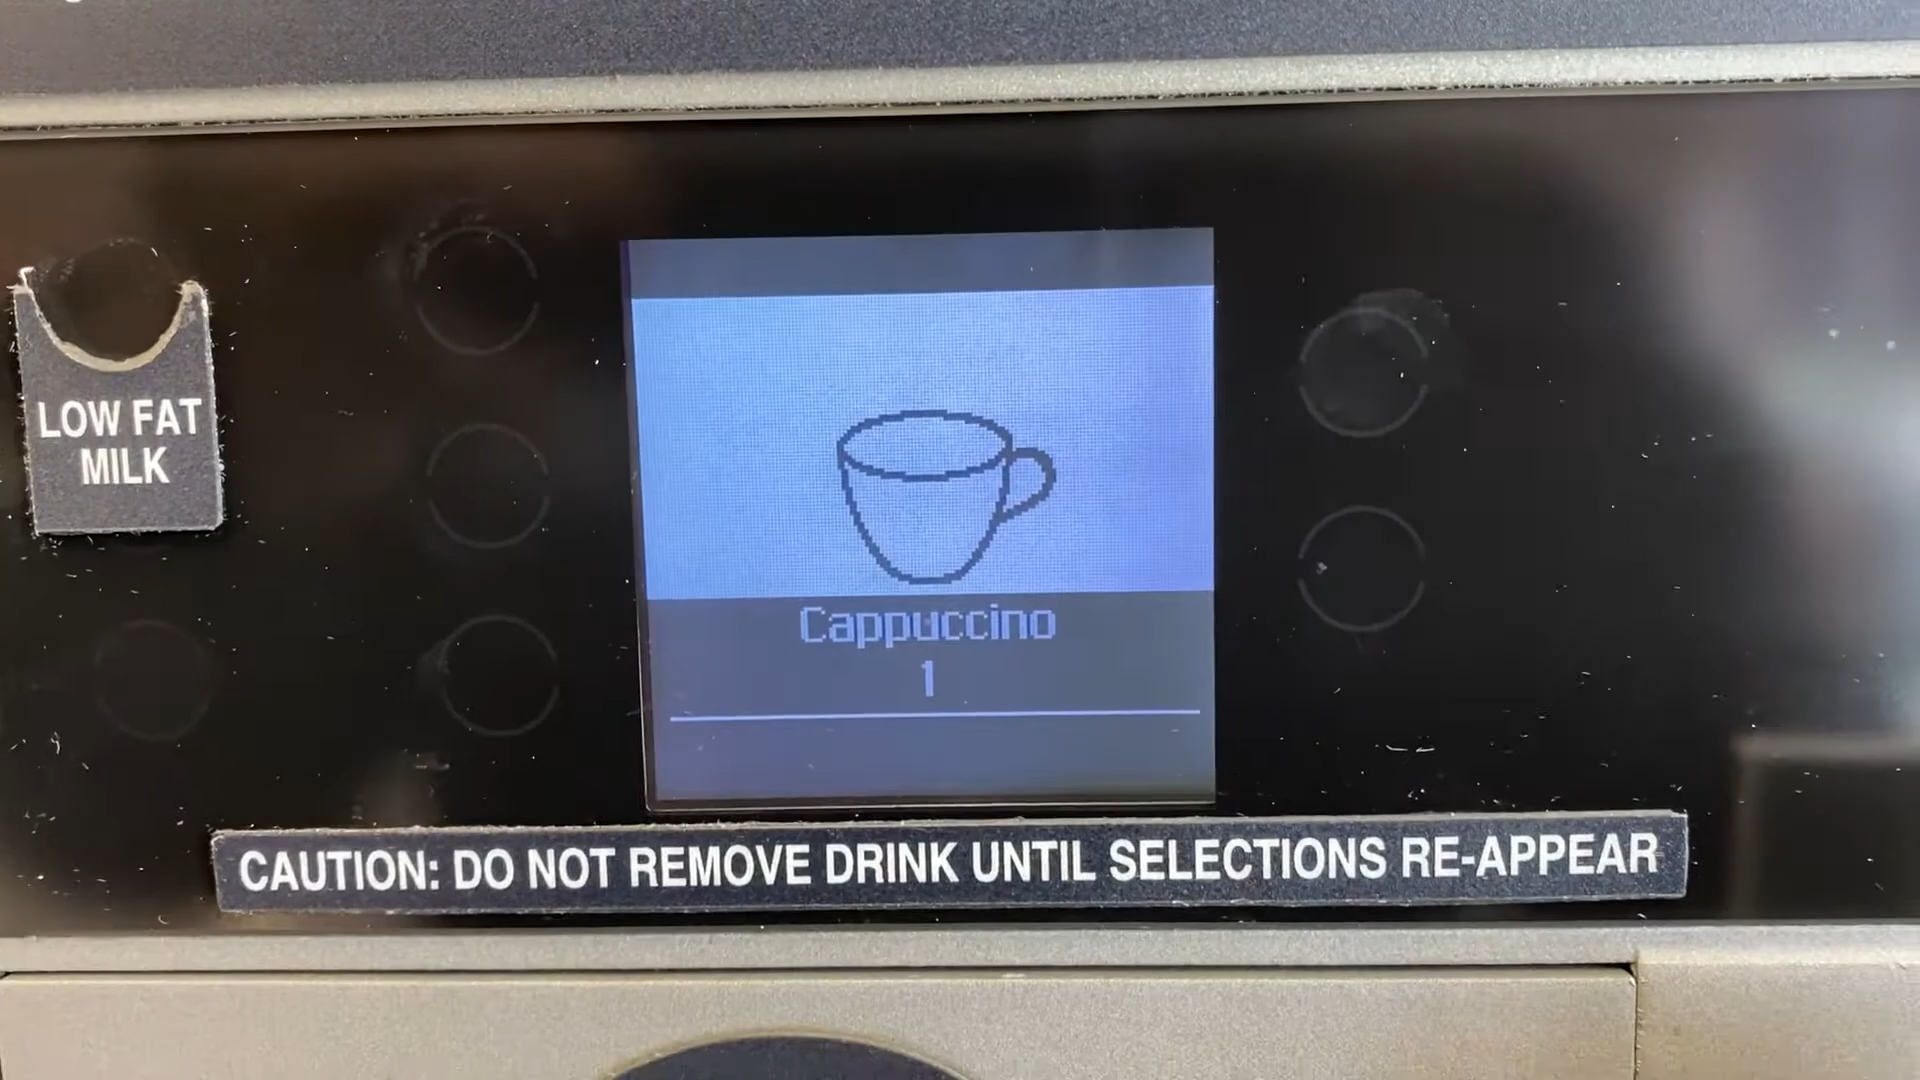 LOW FAT
MILK
Cappuccino
1
CAUTION: DO NOT REMOVE DRINK UNTIL SELECTIONS RE-APPEAR